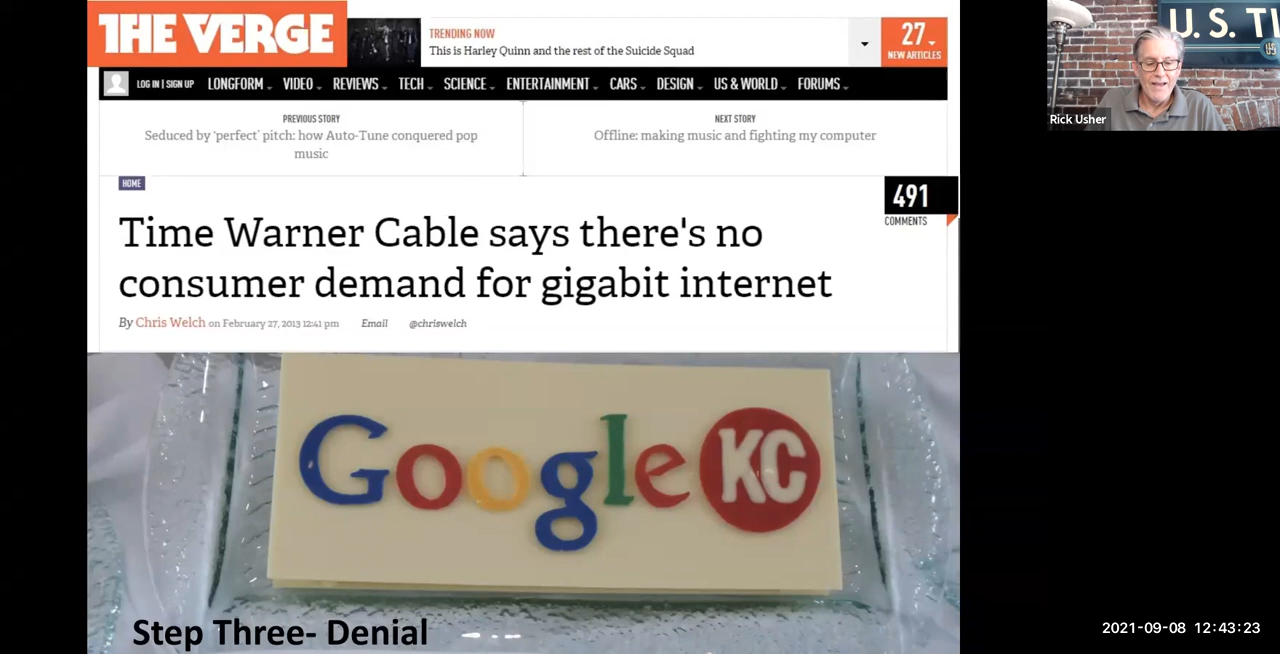 THE VERGE
TRENDING NOW
This is Harley Quinn and the rest of the Suicide Squad
27
NEW ARTICLES
LOG IN | SIGN UP LONGFORM VIDEO REVIEWS TECH SCIENCE ENTERTAINMENT CARS DESIGN US & WORLD FORUMS
PREVIOUS STORY
Seduced by 'perfect' pitch: how Auto-Tune conquered pop
music
NEXT STORY
Offline: making music and fighting my computer
HOME
491
COMMENTS
Time Warner Cable says there's no
consumer demand for gigabit internet
By Chris Welch on February 27, 2013 12:41 pm Email @chriswelch
Google KC
Step Three- Denial
U. S. TI
Rick Usher
2021-09-08 12:43:23